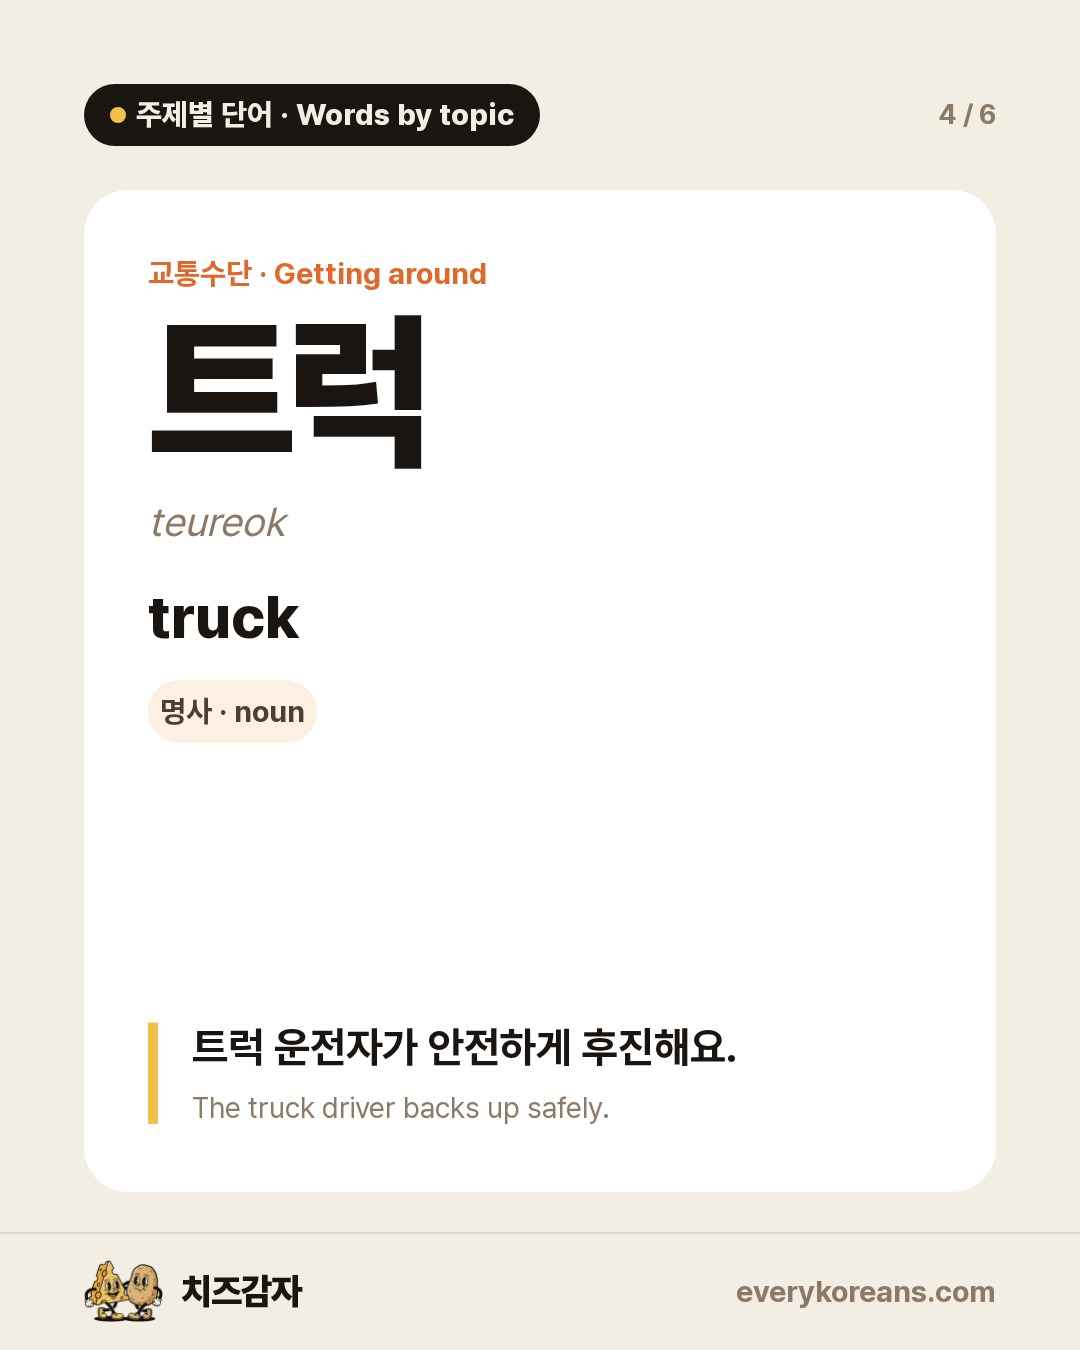 주제별 단어 · Words by topic
4 / 6
교통수단 · Getting around
트럭
teureok
truck
명사 · noun
트럭 운전자가 안전하게 후진해요.
The truck driver backs up safely.
치즈감자
everykoreans.com